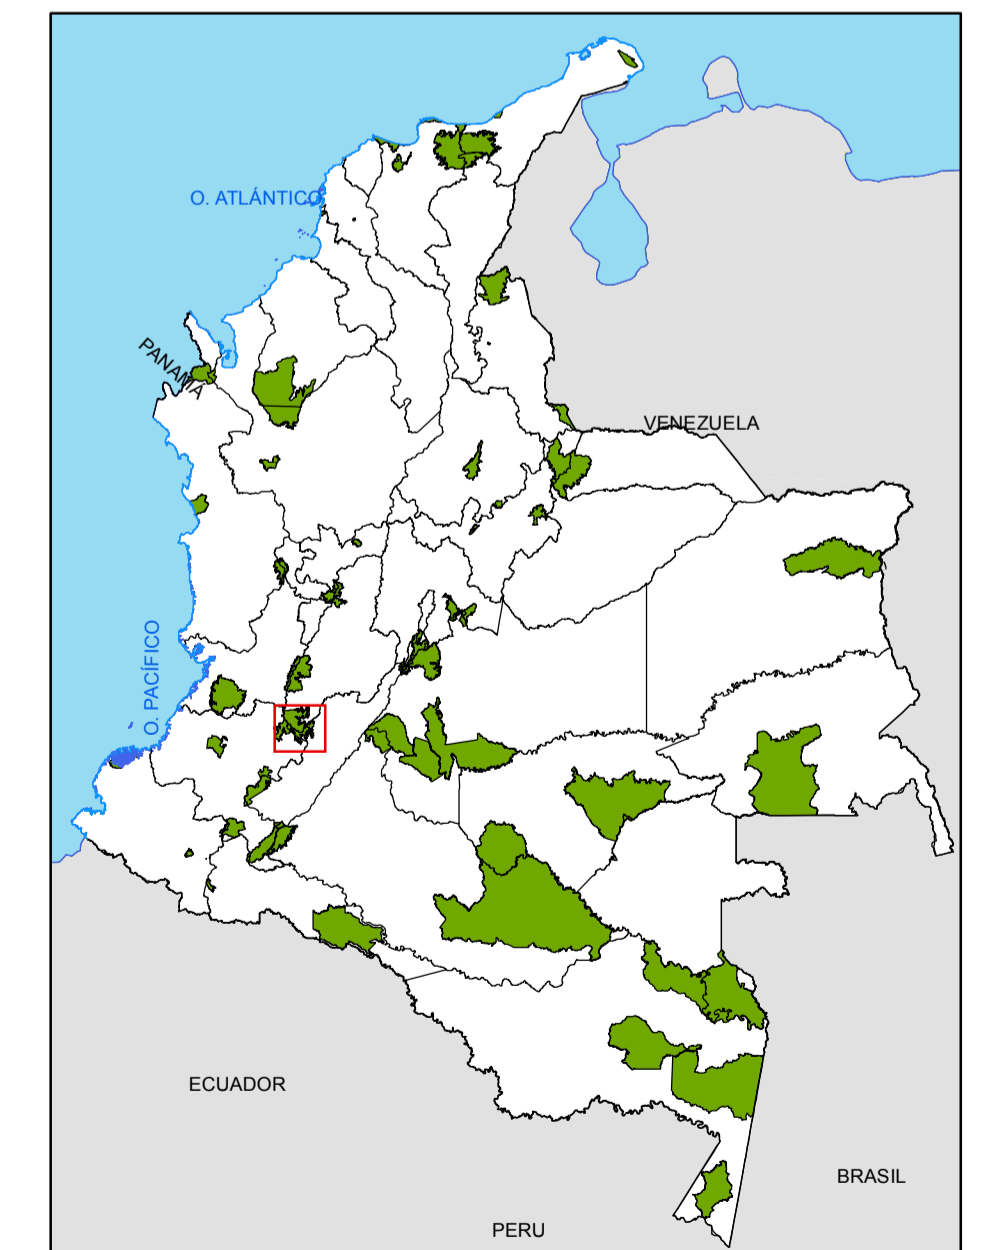 O. ATLÁNTICO
PANAMÁ
VENEZUELA
O. PACÍFICO
ECUADOR
BRASIL
PERU